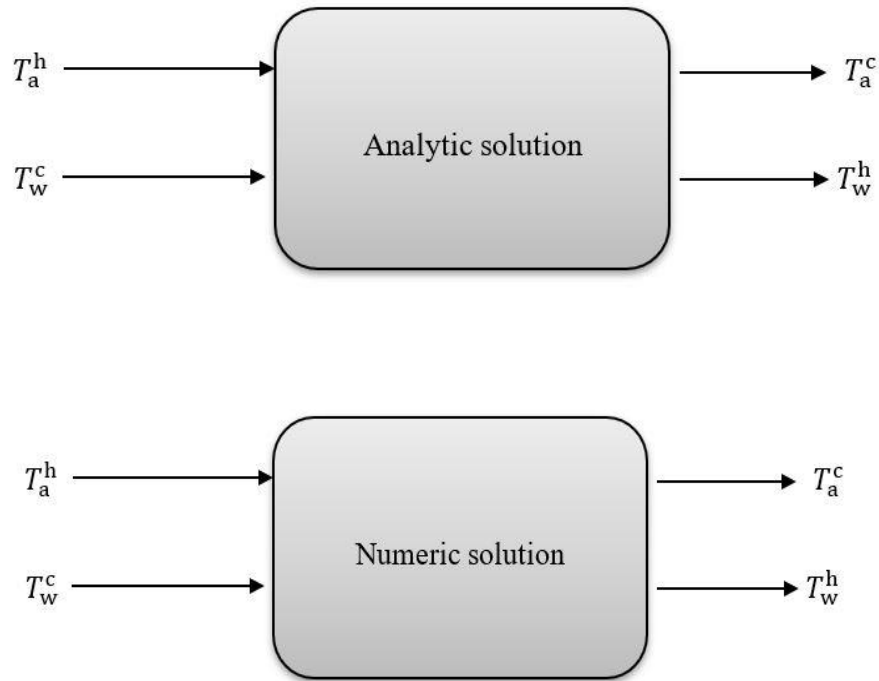 T_a^h
T_a^c
Analytic solution
T_w^c
T_w^h
T_a^h
T_a^c
Numeric solution
T_w^c
T_w^h